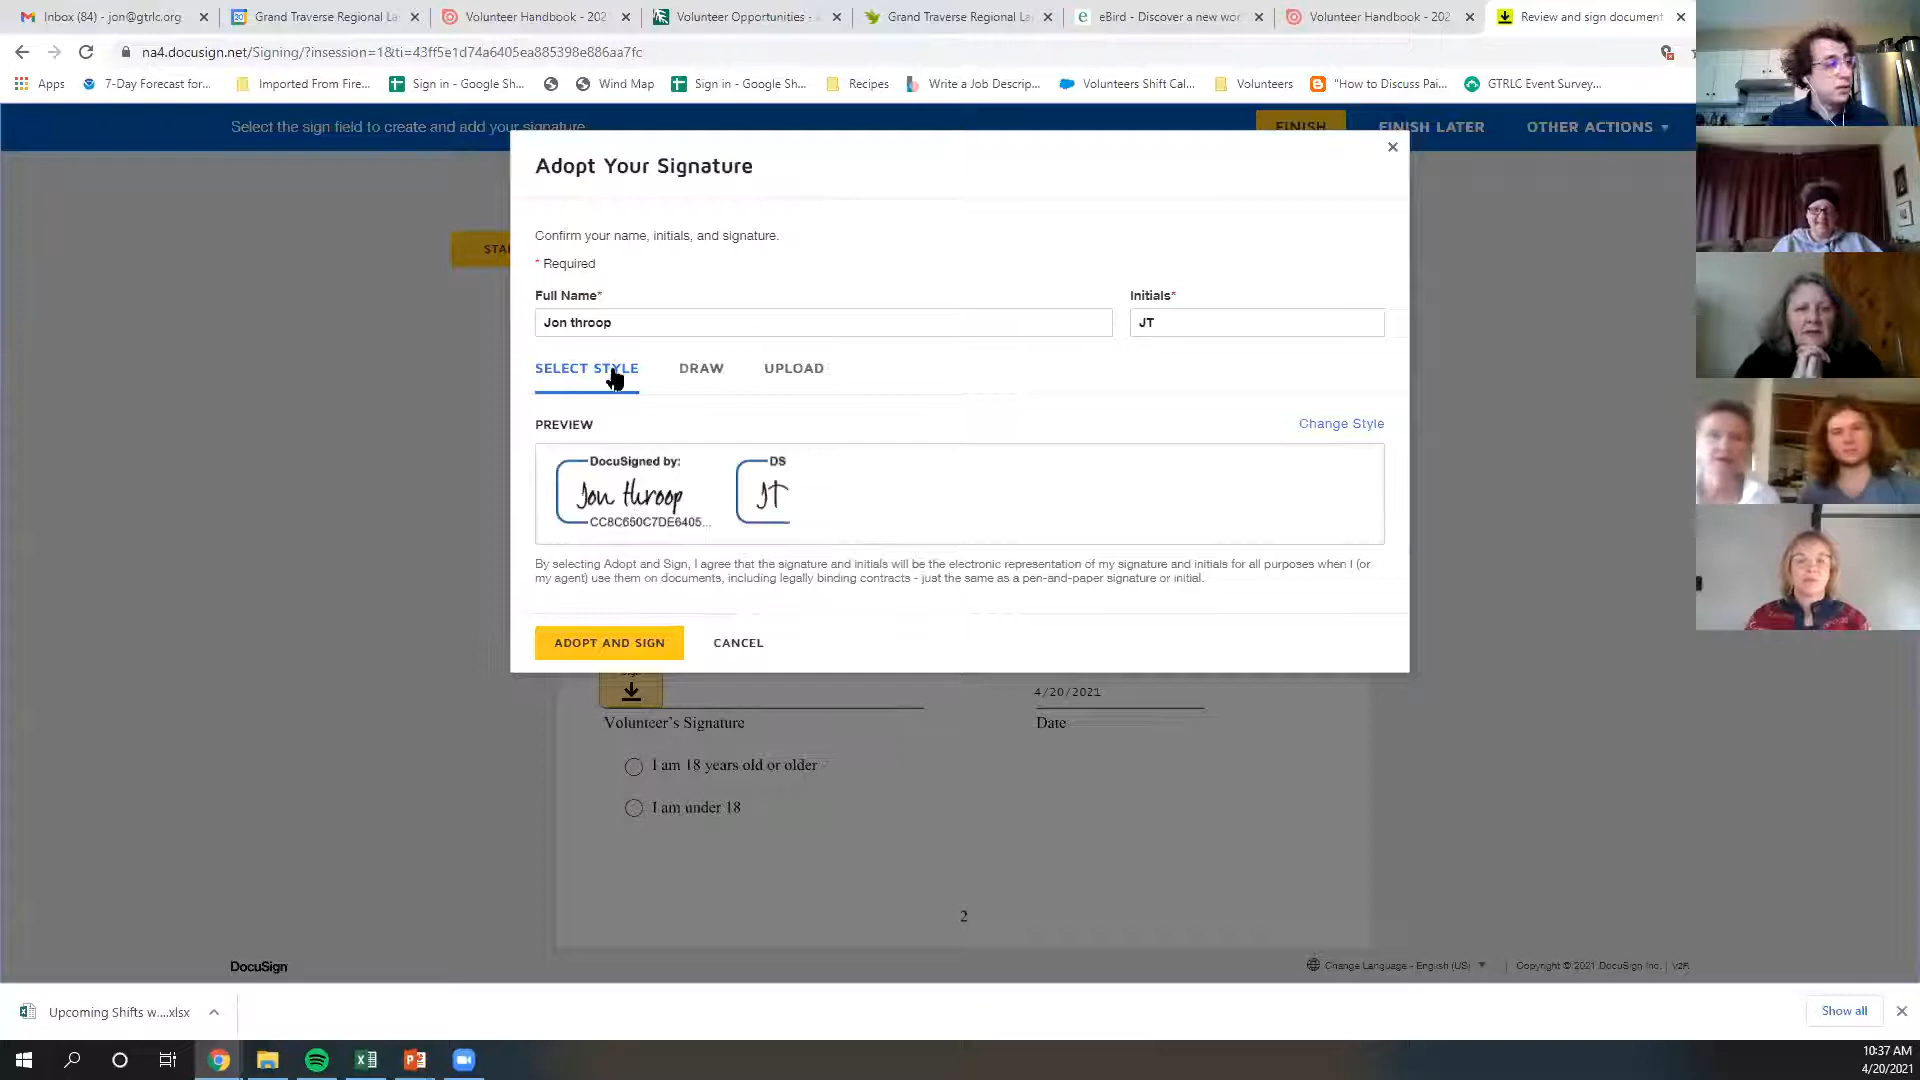 Inbox (84) - jon@gtrlc.org
Grand Traverse Regional La
Volunteer Handbook - 202
Volunteer Opportunities -
Grand Traverse Regional La
eBird - Discover a new wor
Volunteer Handbook - 202
Review and sign document
na4.docusign.net/Signing/?insession=1&ti=43ff5e1d74a6405ea885398e886aa7fc
Apps
7-Day Forecast for...
Imported From Fire...
Sign in - Google Sh...
Wind Map
Sign in - Google Sh...
Recipes
Write a Job Descrip...
Volunteers Shift Cal...
Volunteers
"How to Discuss Pai...
GTRLC Event Survey...
Select the sign field to create and add your signature.
FINISH
FINISH LATER
OTHER ACTIONS
Adopt Your Signature
Confirm your name, initials, and signature.
* Required
STA
Full Name*
Initials*
Jon throop
JT
SELECT STYLE
DRAW
UPLOAD
PREVIEW
Change Style
DocuSigned by:
Jon throop
CC8C650C7DE6405...
DS
JT
By selecting Adopt and Sign, I agree that the signature and initials will be the electronic representation of my signature and initials for all purposes when I (or
my agent) use them on documents, including legally binding contracts - just the same as a pen-and-paper signature or initial.
ADOPT AND SIGN
CANCEL
4/20/2021
Volunteer's Signature
Date
I am 18 years old or older
I am under 18
2
DocuSign
Change Language - English (US)
Copyright © 2021 DocuSign Inc. | V2R
Upcoming Shifts w....xlsx
Show all
10:37 AM
4/20/2021